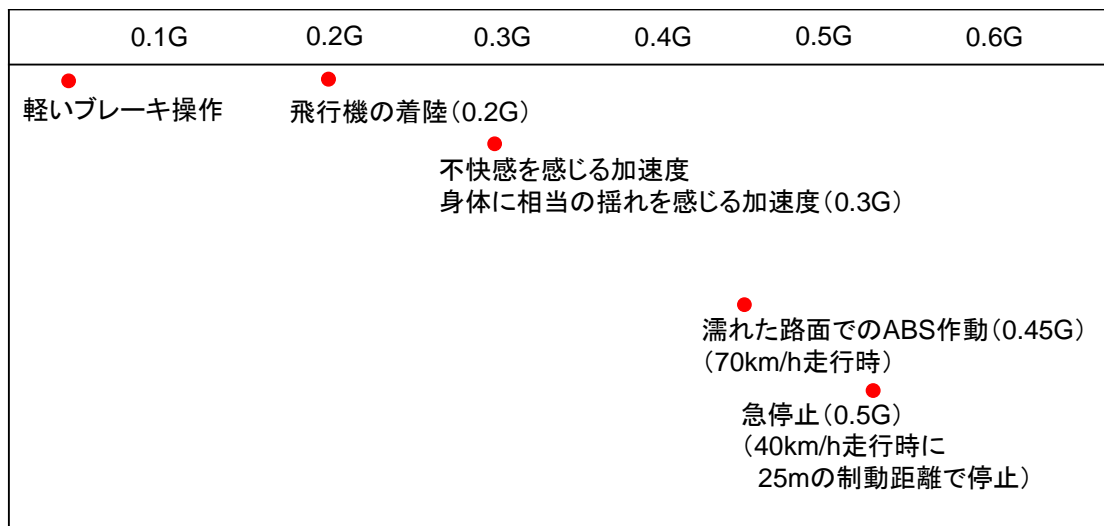 0.1G 0.2G 0.3G 0.4G 0.5G 0.6G
軽いブレーキ操作 飛行機の着陸(0.2G)
不快感を感じる加速度
身体に相当の揺れを感じる加速度(0.3G)
濡れた路面でのABS作動(0.45G)
(70km/h走行時)
急停止(0.5G)
(40km/h走行時に
25mの制動距離で停止)